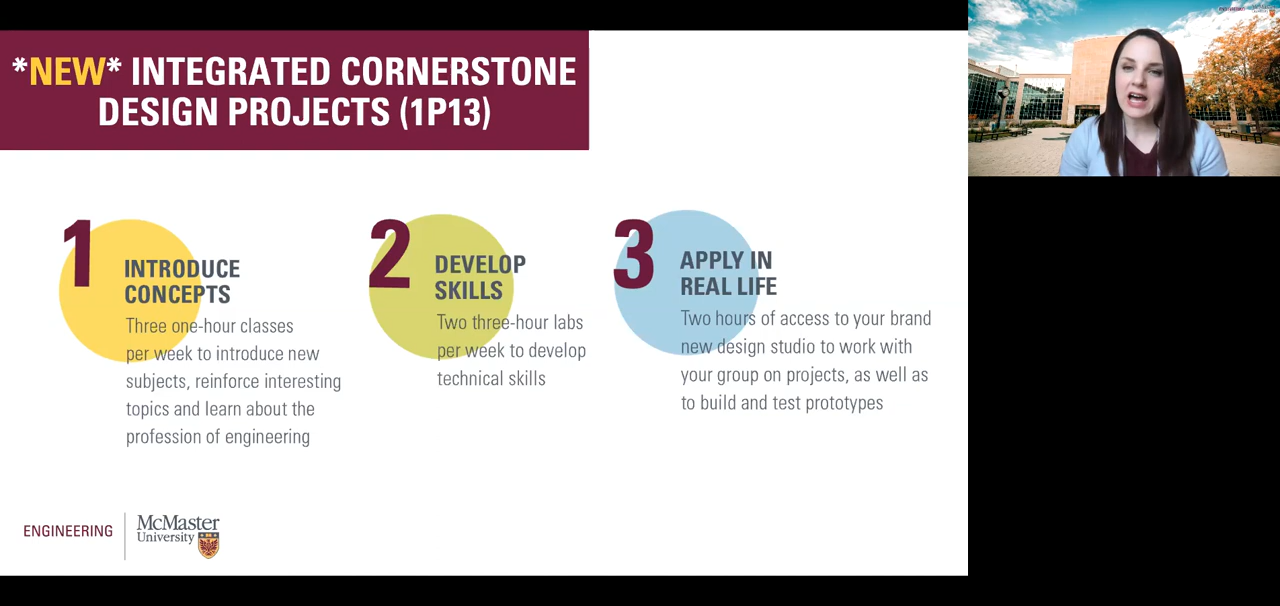 *NEW* INTEGRATED CORNERSTONE
DESIGN PROJECTS (1P13)
1
INTRODUCE
CONCEPTS
Three one-hour classes
per week to introduce new
subjects, reinforce interesting
topics and learn about the
profession of engineering
2
DEVELOP
SKILLS
Two three-hour labs
per week to develop
technical skills
3
APPLY IN
REAL LIFE
Two hours of access to your brand
new design studio to work with
your group on projects, as well as
to build and test prototypes
ENGINEERING
McMaster
University